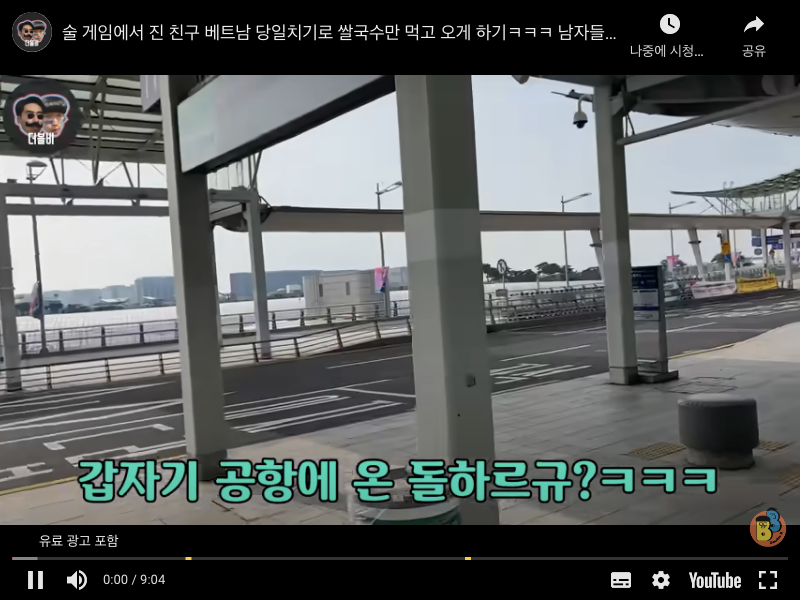 술 게임에서 진 친구 베트남 당일치기로 쌀국수만 먹고 오게 하기ㅋㅋㅋ 남자들...
나중에 시청...
공유
더블비
갑자기 공항에 온 돌하르규?ㅋㅋㅋ
유료 광고 포함
0:00 / 9:04
YouTube